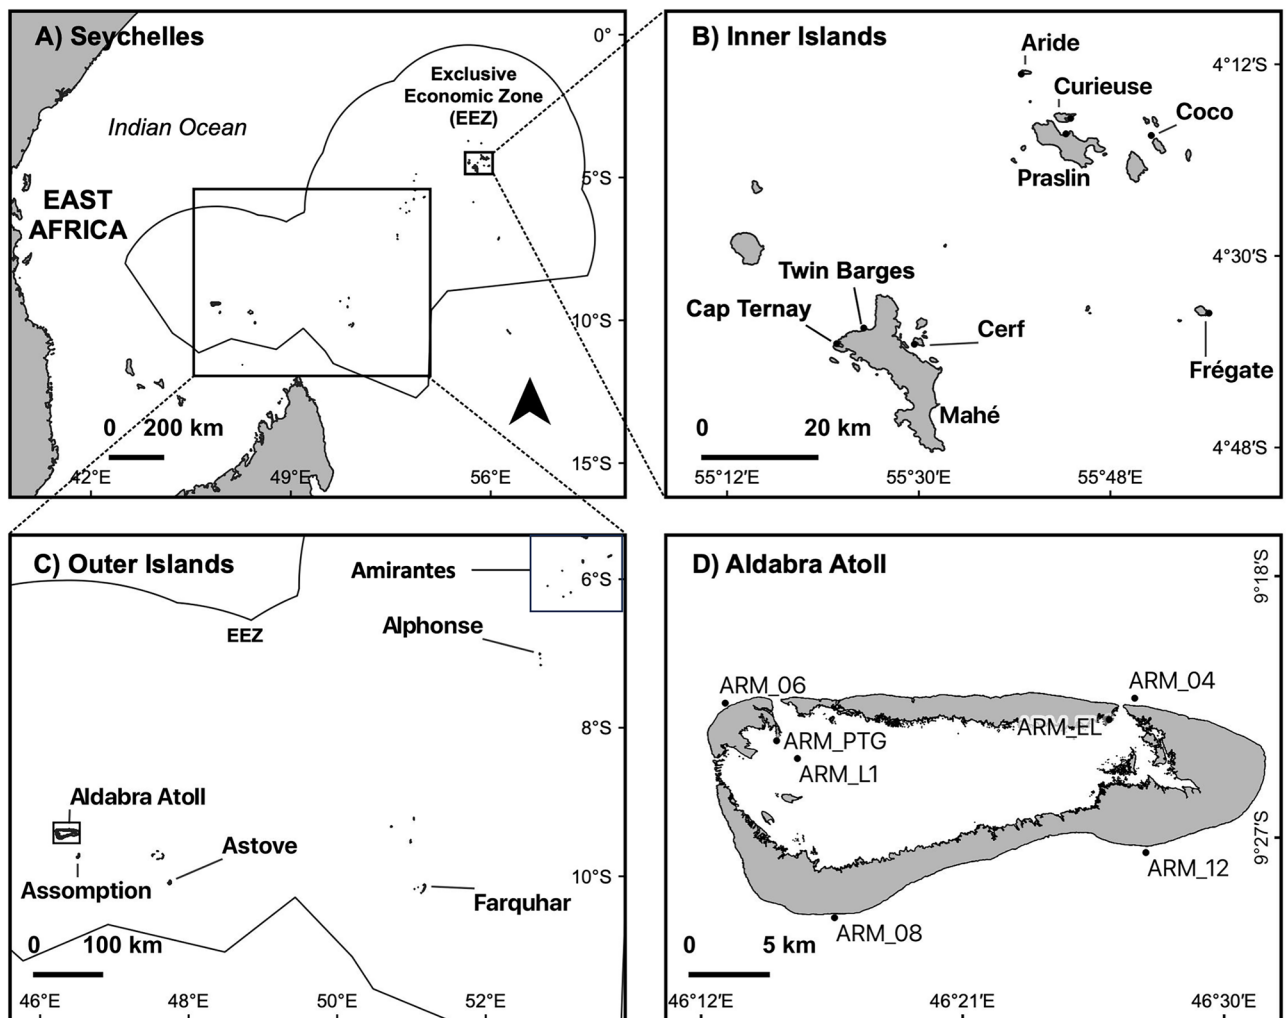 A) Seychelles
0°
Exclusive
Economic Zone
(EEZ)
Indian Ocean
5°S
EAST
AFRICA
10°S
0 200 km
15°S
42°E
49°E
56°E
B) Inner Islands
Aride
4°12'S
Curieuse
Coco
Praslin
4°30'S
Twin Barges
Cap Ternay
Cerf
Frégate
Mahé
0 20 km
4°48'S
55°12'E
55°30'E
55°48'E
C) Outer Islands
Amirantes
6°S
Alphonse
EEZ
8°S
Aldabra Atoll
Astove
Assomption
10°S
Farquhar
0 100 km
46°E
48°E
50°E
52°E
D) Aldabra Atoll
9°18'S
ARM_06
ARM_04
ARM_EL
ARM_PTG
ARM_L1
9°27'S
ARM_12
ARM_08
0 5 km
46°12'E
46°21'E
46°30'E